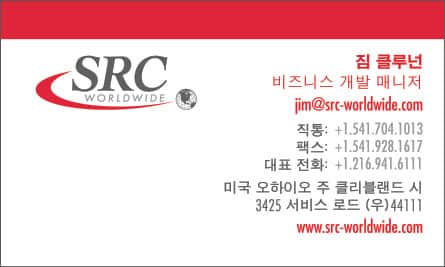 SRC
WORLDWIDE
짐 클루넌
비즈니스 개발 매니저
jim@src-worldwide.com
직통: +1.541.704.1013
팩스: +1.541.928.1617
대표 전화: +1.216.941.6111
미국 오하이오 주 클리블랜드 시
3425 서비스 로드 (우)44111
www.src-worldwide.com